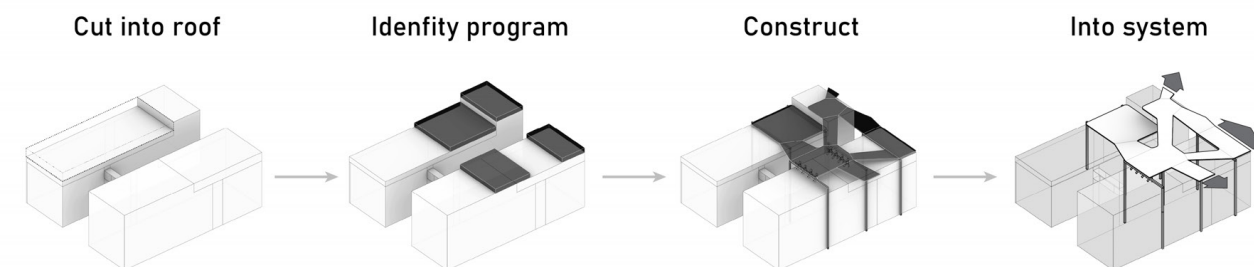 Cut into roof
Idenfity program
Construct
Into system